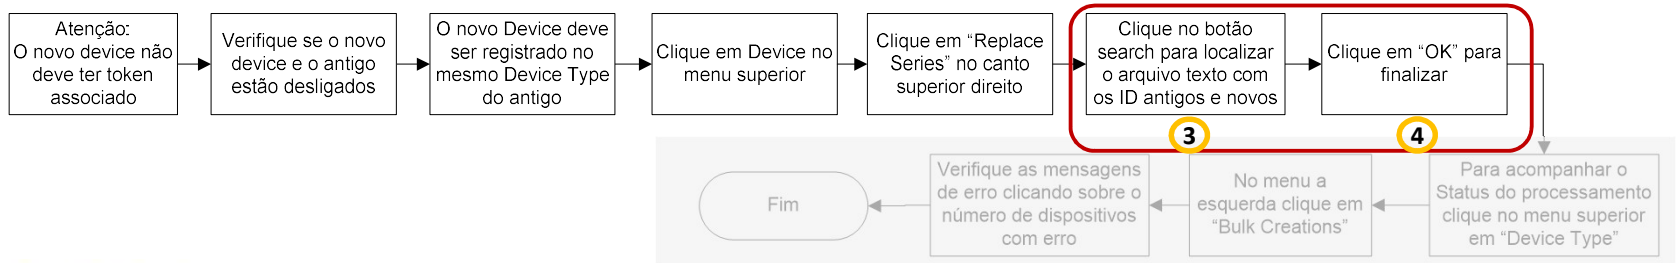 Atenção:
O novo device não
deve ter token
associado
Verifique se o novo
device e o antigo
estão desligados
O novo Device deve
ser registrado no
mesmo Device Type
do antigo
Clique em Device no
menu superior
Clique em “Replace
Series” no canto
superior direito
Clique no botão
search para localizar
o arquivo texto com
os ID antigos e novos
Clique em “OK” para
finalizar
3
4
Para acompanhar o
Status do processamento
clique no menu superior
em “Device Type”
No menu a
esquerda clique em
“Bulk Creations”
Verifique as mensagens
de erro clicando sobre o
número de dispositivos
com erro
Fim